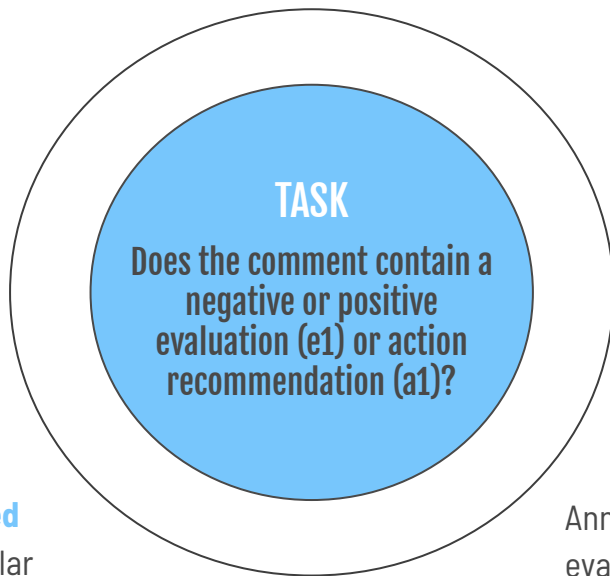 TASK
Does the comment contain a
negative or positive
evaluation (e1) or action
recommendation (a1)?